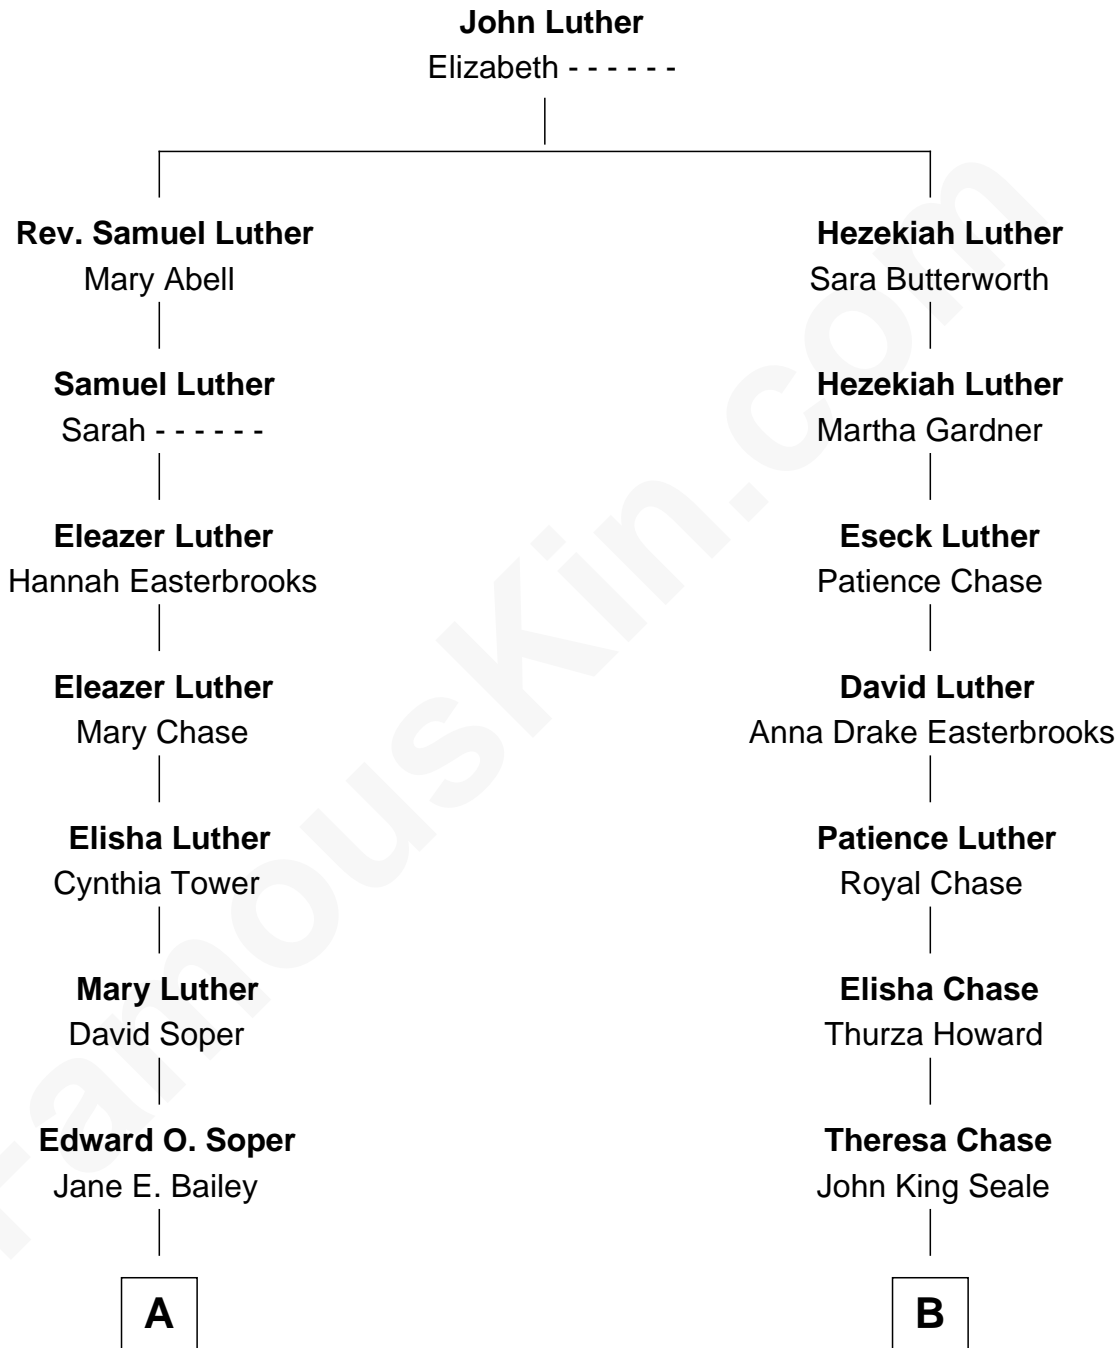 John Luther
Elizabeth - - - - - -
Rev. Samuel Luther
Mary Abell
Samuel Luther
Sarah - - - - - -
Eleazer Luther
Hannah Easterbrooks
Eleazer Luther
Mary Chase
Elisha Luther
Cynthia Tower
Mary Luther
David Soper
Edward O. Soper
Jane E. Bailey
A
Hezekiah Luther
Sara Butterworth
Hezekiah Luther
Martha Gardner
Eseck Luther
Patience Chase
David Luther
Anna Drake Easterbrooks
Patience Luther
Royal Chase
Elisha Chase
Thurza Howard
Theresa Chase
John King Seale
B
FamousKin.com